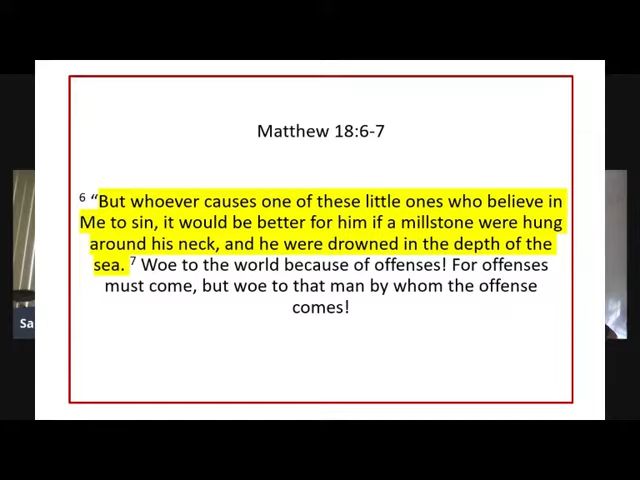 Matthew 18:6-7
6 “But whoever causes one of these little ones who believe in
Me to sin, it would be better for him if a millstone were hung
around his neck, and he were drowned in the depth of the
sea. 7 Woe to the world because of offenses! For offenses
must come, but woe to that man by whom the offense
comes!
Sa